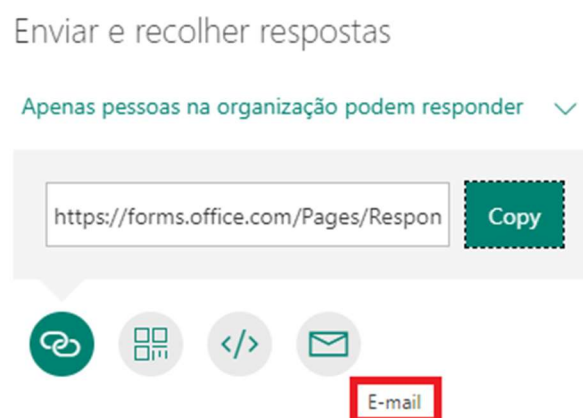 Enviar e recolher respostas
Apenas pessoas na organização podem responder
https://forms.office.com/Pages/Respon
Copy
</>
E-mail